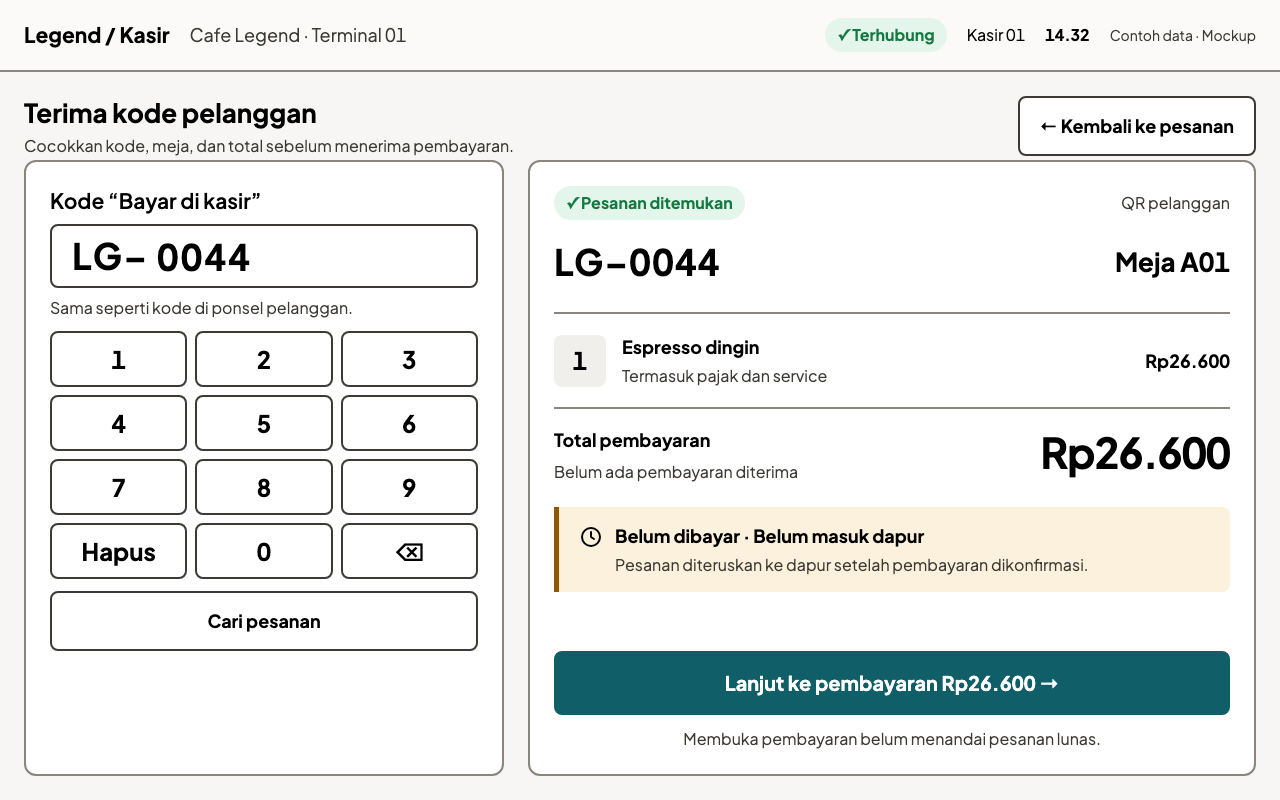 Legend / Kasir
Cafe Legend · Terminal 01
✓Terhubung
Kasir 01
14.32
Contoh data · Mockup
Terima kode pelanggan
Cocokkan kode, meja, dan total sebelum menerima pembayaran.
← Kembali ke pesanan
Kode “Bayar di kasir”
LG– 0044
Sama seperti kode di ponsel pelanggan.
1 2 3
4 5 6
7 8 9
Hapus 0 ⌫
Cari pesanan
✓Pesanan ditemukan
QR pelanggan
LG–0044
Meja A01
1
Espresso dingin
Termasuk pajak dan service
Rp26.600
Total pembayaran
Belum ada pembayaran diterima
Rp26.600
Belum dibayar · Belum masuk dapur
Pesanan diteruskan ke dapur setelah pembayaran dikonfirmasi.
Lanjut ke pembayaran Rp26.600 →
Membuka pembayaran belum menandai pesanan lunas.